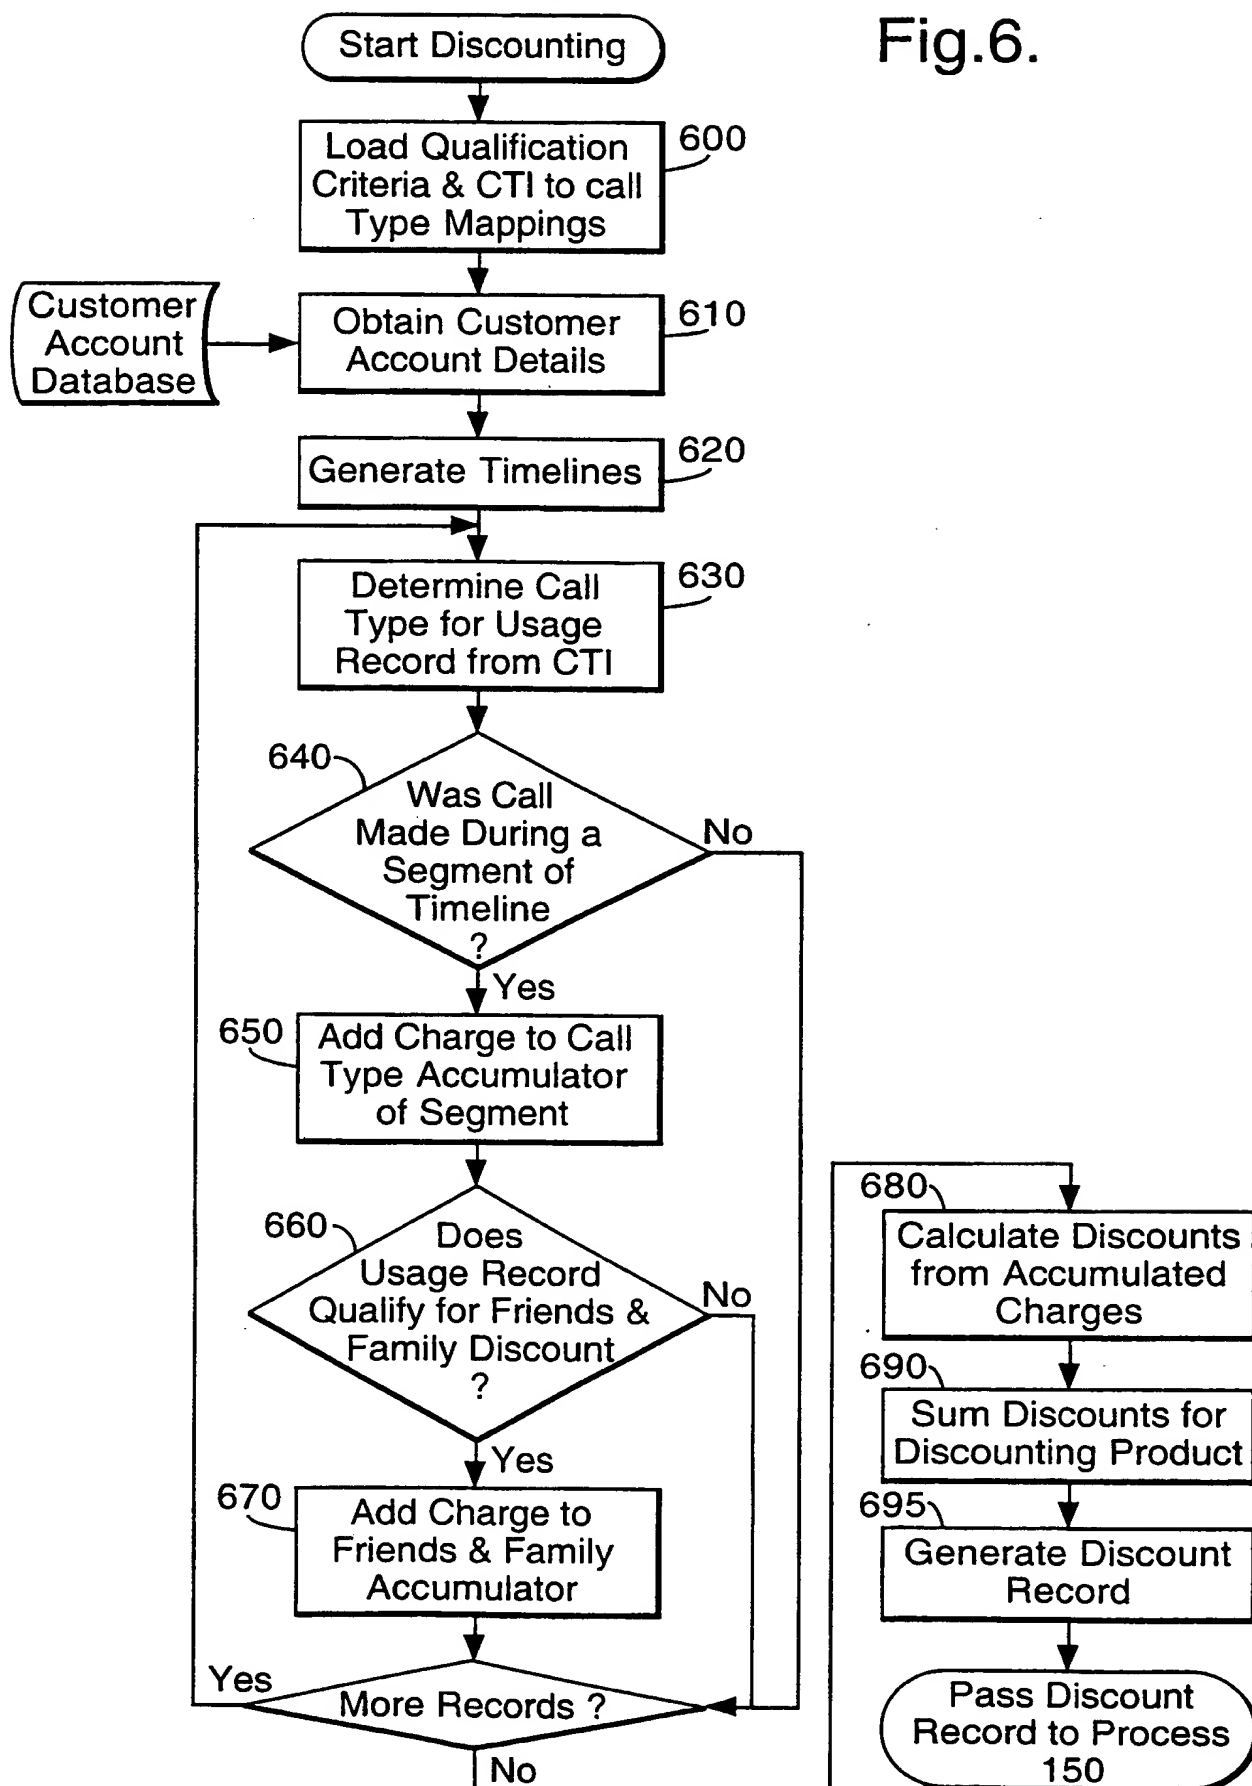 Fig.6.
Start Discounting
600
Load Qualification
Criteria & CTI to call
Type Mappings
Customer
Account
Database
610
Obtain Customer
Account Details
620
Generate Timelines
630
Determine Call
Type for Usage
Record from CTI
640
Was Call
Made During a
Segment of
Timeline
?
No
Yes
650
Add Charge to Call
Type Accumulator
of Segment
660
Does
Usage Record
Qualify for Friends &
Family Discount
?
No
Yes
670
Add Charge to
Friends & Family
Accumulator
Yes
More Records ?
No
680
Calculate Discounts
from Accumulated
Charges
690
Sum Discounts for
Discounting Product
695
Generate Discount
Record
Pass Discount
Record to Process
150